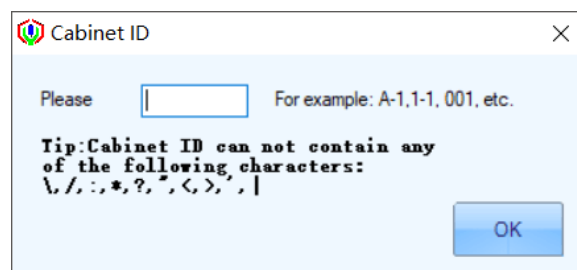 Cabinet ID
Please For example: A-1,1-1, 001, etc.
Tip:Cabinet ID can not contain any
of the following characters:
\,/,:,*,?,",<,>,',|
OK